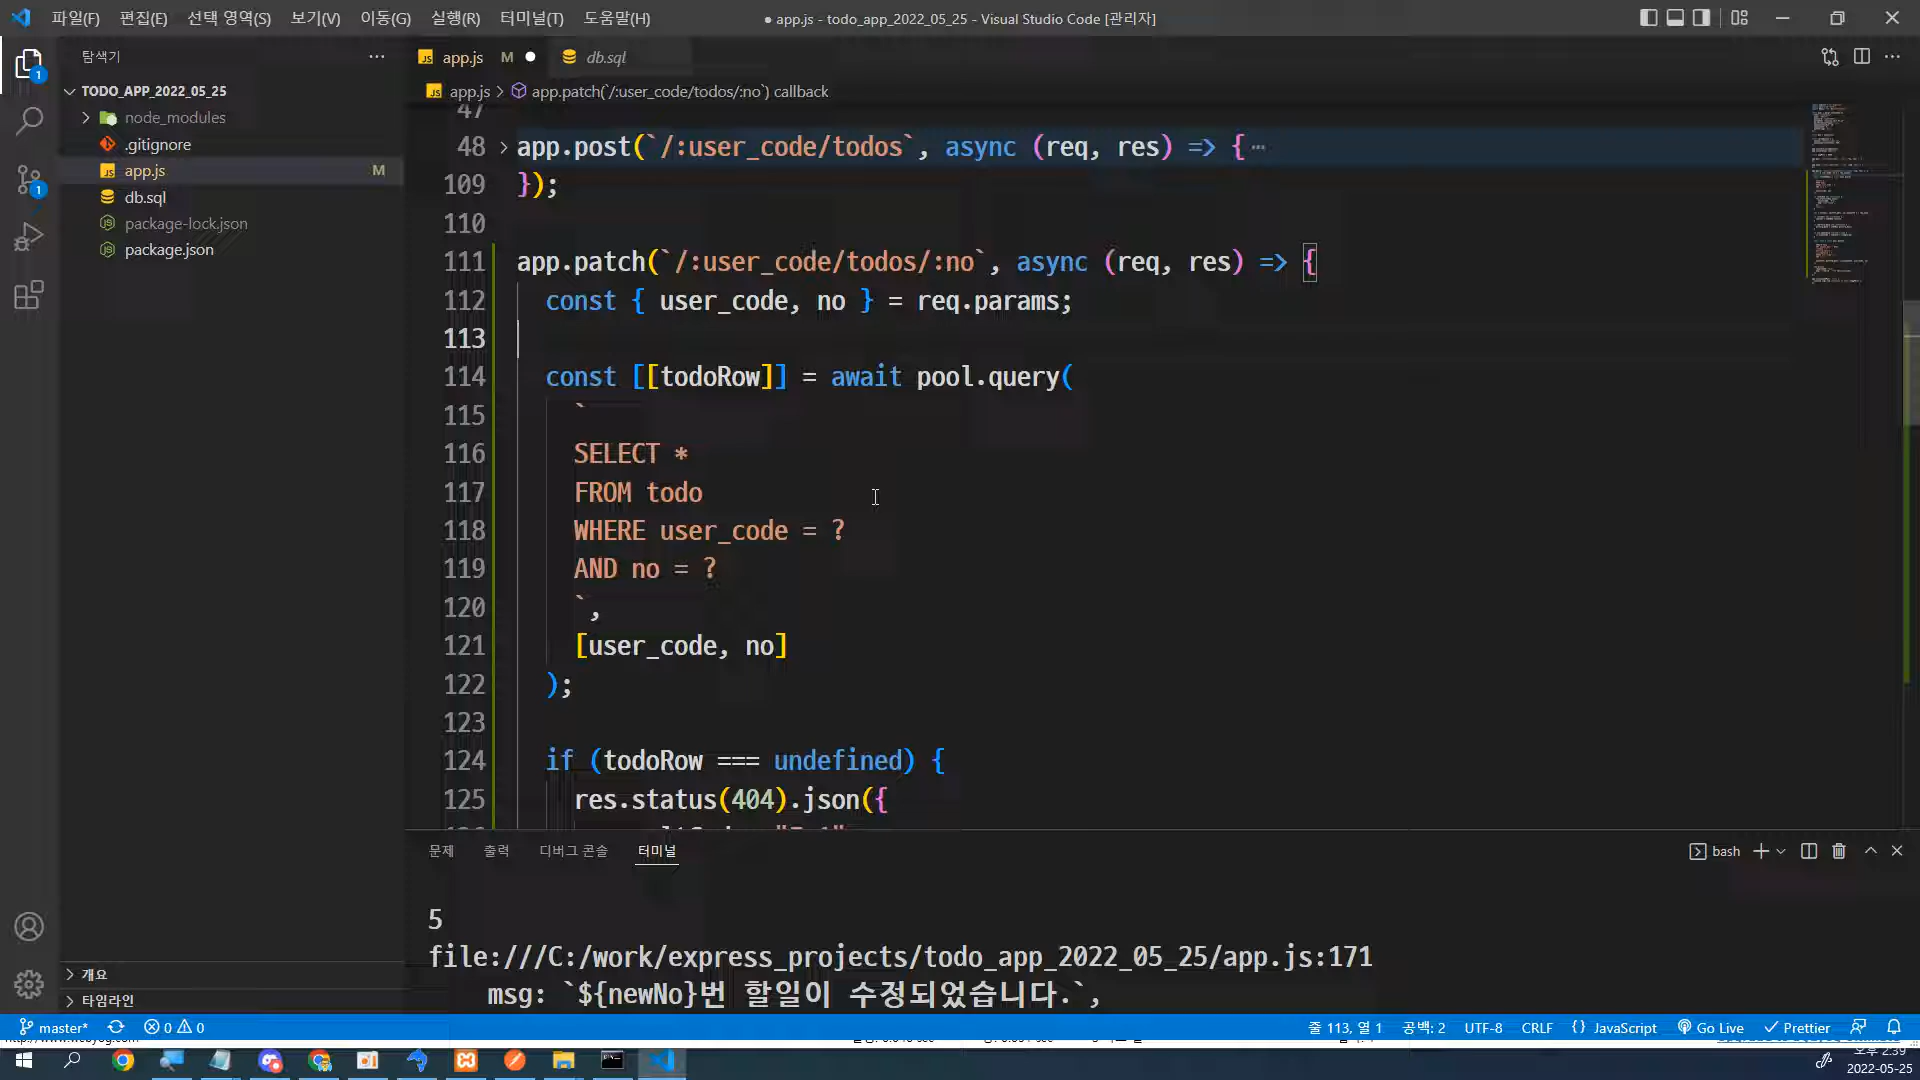 파일(F) 편집(E) 선택 영역(S) 보기(V) 이동(G) 실행(R) 터미널(T) 도움말(H) ● app.js - todo_app_2022_05_25 - Visual Studio Code [관리자]
탐색기
TODO_APP_2022_05_25
node_modules
.gitignore
app.js M
db.sql
package-lock.json
package.json
개요
타임라인
app.js M ● db.sql
app.js > app.patch(`/:user_code/todos/:no`) callback
47
48 > app.post(`/:user_code/todos`, async (req, res) => { ⋯
109 });
110
111 app.patch(`/:user_code/todos/:no`, async (req, res) => {
112 const { user_code, no } = req.params;
113
114 const [[todoRow]] = await pool.query(
115 `
116 SELECT *
117 FROM todo
118 WHERE user_code = ?
119 AND no = ?
120 `,
121 [user_code, no]
122 );
123
124 if (todoRow === undefined) {
125 res.status(404).json({
문제 출력 디버그 콘솔 터미널 bash
5
file:///C:/work/express_projects/todo_app_2022_05_25/app.js:171
msg: `${newNo}번 할일이 수정되었습니다.`,
master* 0 0 줄 113, 열 1 공백: 2 UTF-8 CRLF {} JavaScript Go Live Prettier
오후 2:39
2022-05-25